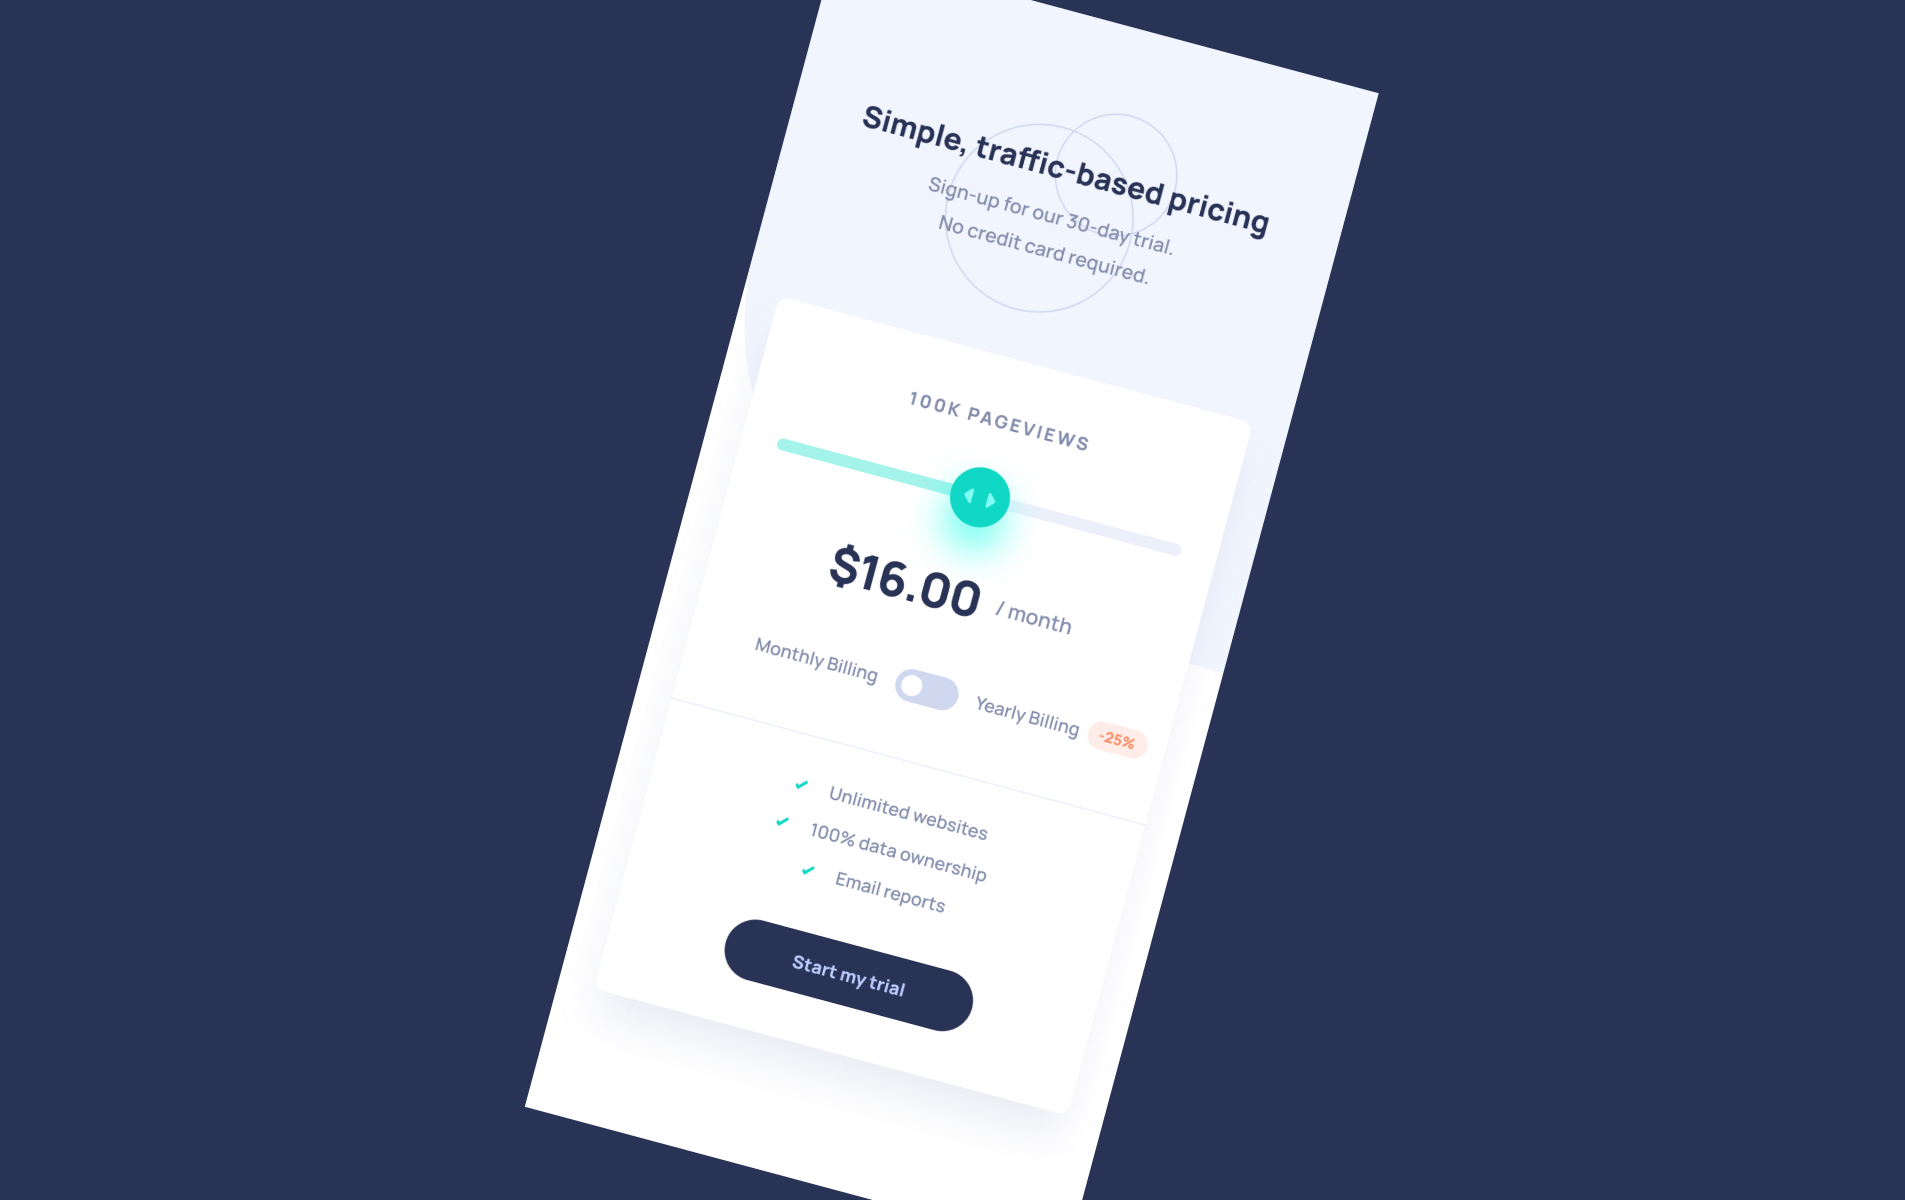 Simple, traffic-based pricing
Sign-up for our 30-day trial.
No credit card required.
100K PAGEVIEWS
$16.00 / month
Monthly Billing
Yearly Billing -25%
Unlimited websites
100% data ownership
Email reports
Start my trial